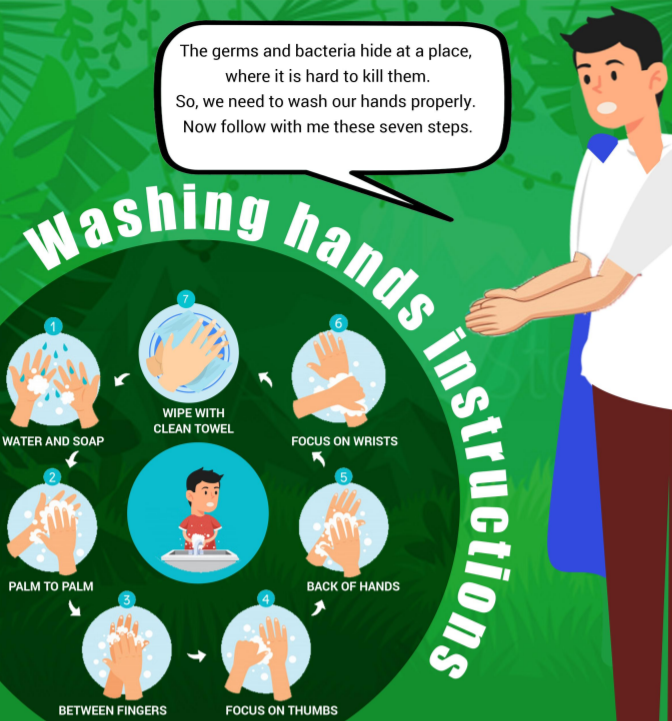 The germs and bacteria hide at a place,
where it is hard to kill them.
So, we need to wash our hands properly.
Now follow with me these seven steps.
Washing hands instructions
1
WATER AND SOAP
2
PALM TO PALM
3
BETWEEN FINGERS
4
FOCUS ON THUMBS
5
BACK OF HANDS
6
FOCUS ON WRISTS
7
WIPE WITH
CLEAN TOWEL